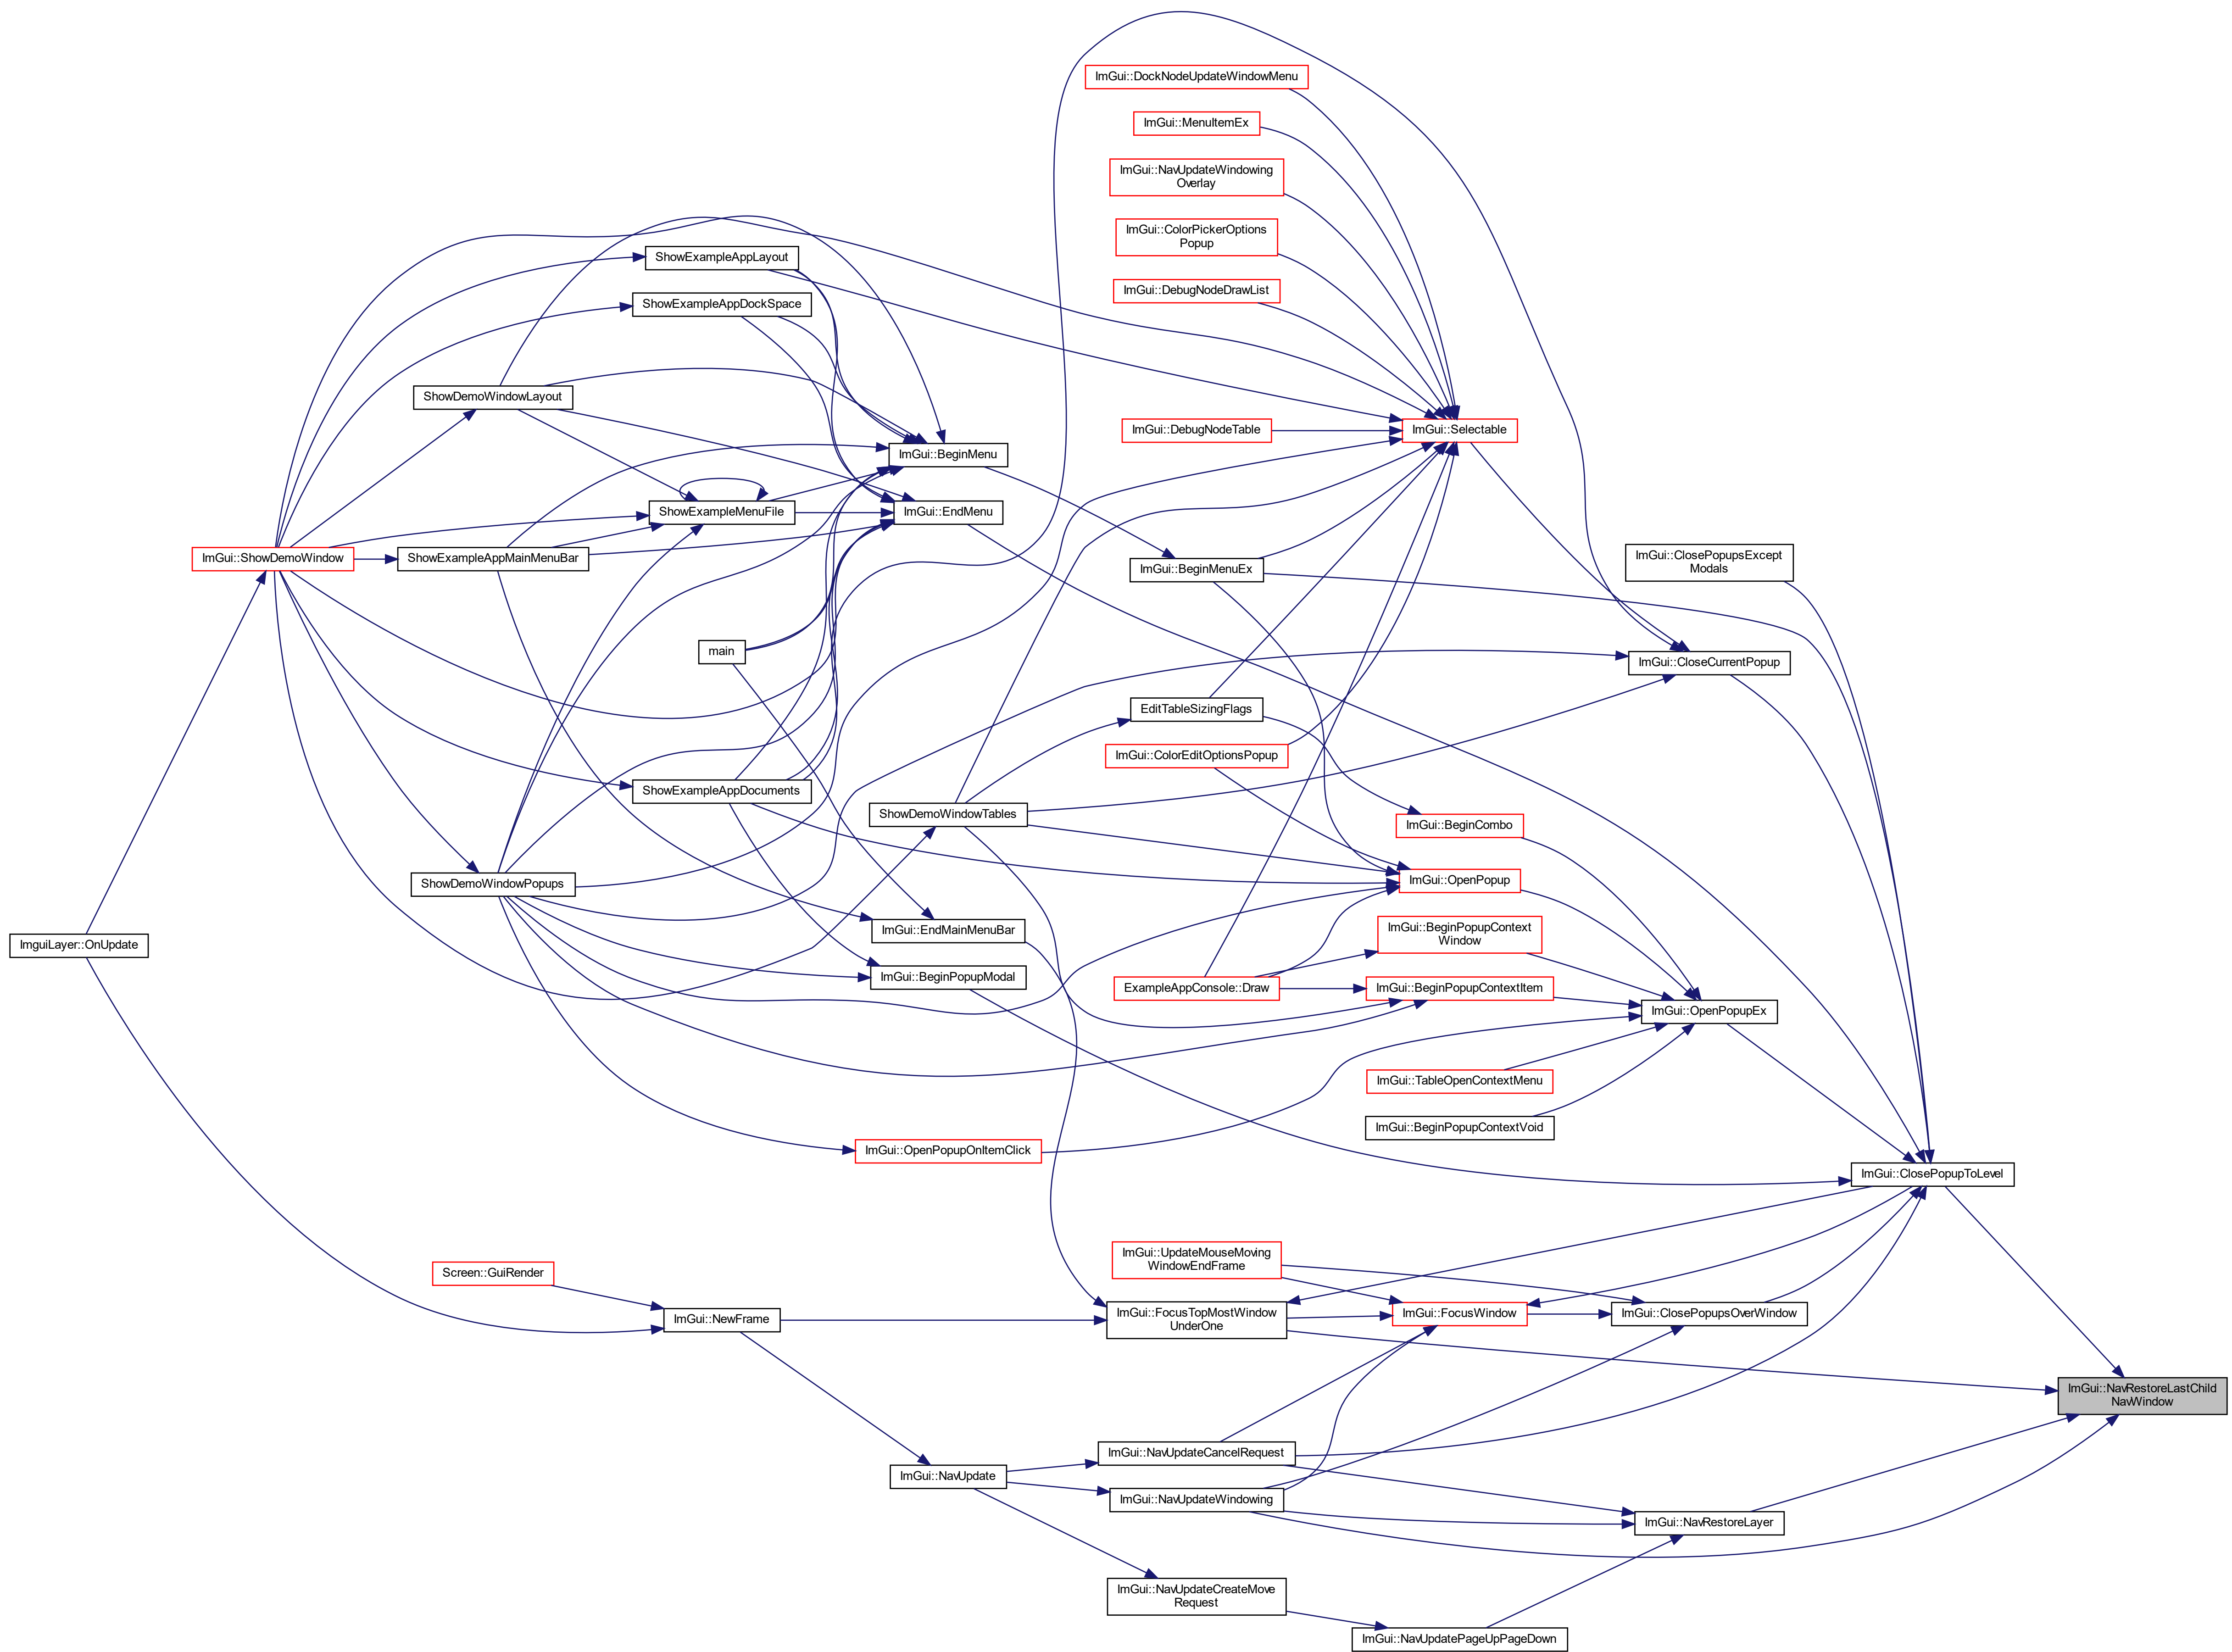 ImGui::DockNodeUpdateWindowMenu
ImGui::MenuItemEx
ImGui::NavUpdateWindowing
Overlay
ImGui::ColorPickerOptions
Popup
ImGui::DebugNodeDrawList
ShowExampleAppLayout
ShowExampleAppDockSpace
ShowDemoWindowLayout
ImGui::DebugNodeTable
ImGui::Selectable
ImGui::BeginMenu
ShowExampleMenuFile
ImGui::EndMenu
ImGui::ShowDemoWindow
ShowExampleAppMainMenuBar
ImGui::BeginMenuEx
ImGui::ClosePopupsExcept
Modals
main
ImGui::CloseCurrentPopup
EditTableSizingFlags
ImGui::ColorEditOptionsPopup
ShowExampleAppDocuments
ShowDemoWindowTables
ImGui::BeginCombo
ShowDemoWindowPopups
ImGui::OpenPopup
ImguiLayer::OnUpdate
ImGui::EndMainMenuBar
ImGui::BeginPopupContext
Window
ImGui::BeginPopupModal
ExampleAppConsole::Draw
ImGui::BeginPopupContextItem
ImGui::OpenPopupEx
ImGui::TableOpenContextMenu
ImGui::BeginPopupContextVoid
ImGui::OpenPopupOnItemClick
ImGui::ClosePopupToLevel
Screen::GuiRender
ImGui::UpdateMouseMoving
WindowEndFrame
ImGui::NewFrame
ImGui::FocusTopMostWindow
UnderOne
ImGui::FocusWindow
ImGui::ClosePopupsOverWindow
ImGui::NavRestoreLastChild
NavWindow
ImGui::NavUpdateCancelRequest
ImGui::NavUpdate
ImGui::NavUpdateWindowing
ImGui::NavRestoreLayer
ImGui::NavUpdateCreateMove
Request
ImGui::NavUpdatePageUpPageDown